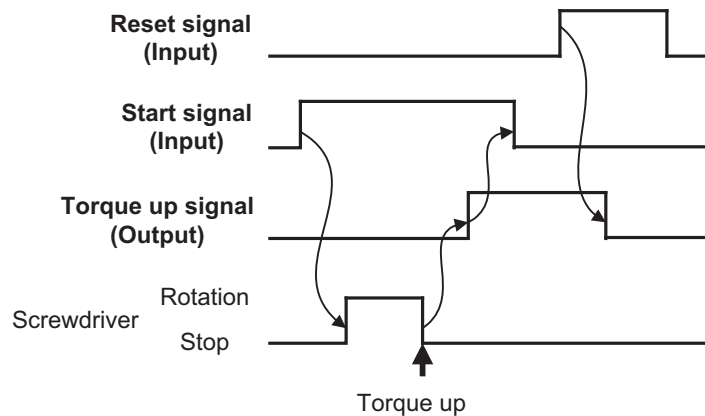 Reset signal
(Input)
Start signal
(Input)
Torque up signal
(Output)
Rotation
Screwdriver
Stop
Torque up